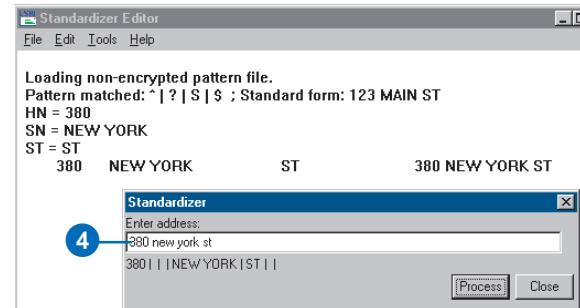 Standardizer Editor
File Edit Tools Help
Loading non-encrypted pattern file.
Pattern matched: ^ | ? | S | $ ; Standard form: 123 MAIN ST
HN = 380
SN = NEW YORK
ST = ST
380 NEW YORK ST 380 NEW YORK ST
Standardizer
Enter address:
4
380 new york st
380 | | | NEW YORK | ST | |
Process Close